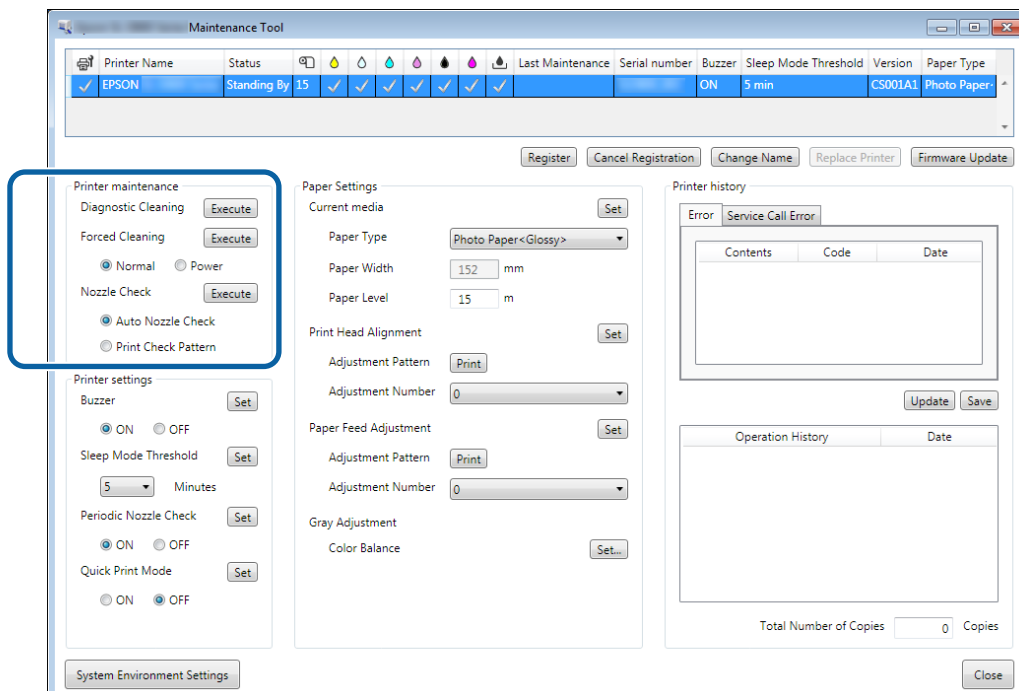 Maintenance Tool
Printer Name Status Last Maintenance Serial number Buzzer Sleep Mode Threshold Version Paper Type
EPSON Standing By 15 ON 5 min CS001A1 Photo Paper
Register Cancel Registration Change Name Replace Printer Firmware Update
Printer maintenance
Diagnostic Cleaning Execute
Forced Cleaning Execute
Normal Power
Nozzle Check Execute
Auto Nozzle Check
Print Check Pattern
Printer settings
Buzzer Set
ON OFF
Sleep Mode Threshold Set
5 Minutes
Periodic Nozzle Check Set
ON OFF
Quick Print Mode Set
ON OFF
Paper Settings
Current media Set
Paper Type Photo Paper<Glossy>
Paper Width 152 mm
Paper Level 15 m
Print Head Alignment Set
Adjustment Pattern Print
Adjustment Number 0
Paper Feed Adjustment Set
Adjustment Pattern Print
Adjustment Number 0
Gray Adjustment
Color Balance Set...
Printer history
Error Service Call Error
Contents Code Date
Update Save
Operation History Date
Total Number of Copies 0 Copies
System Environment Settings Close